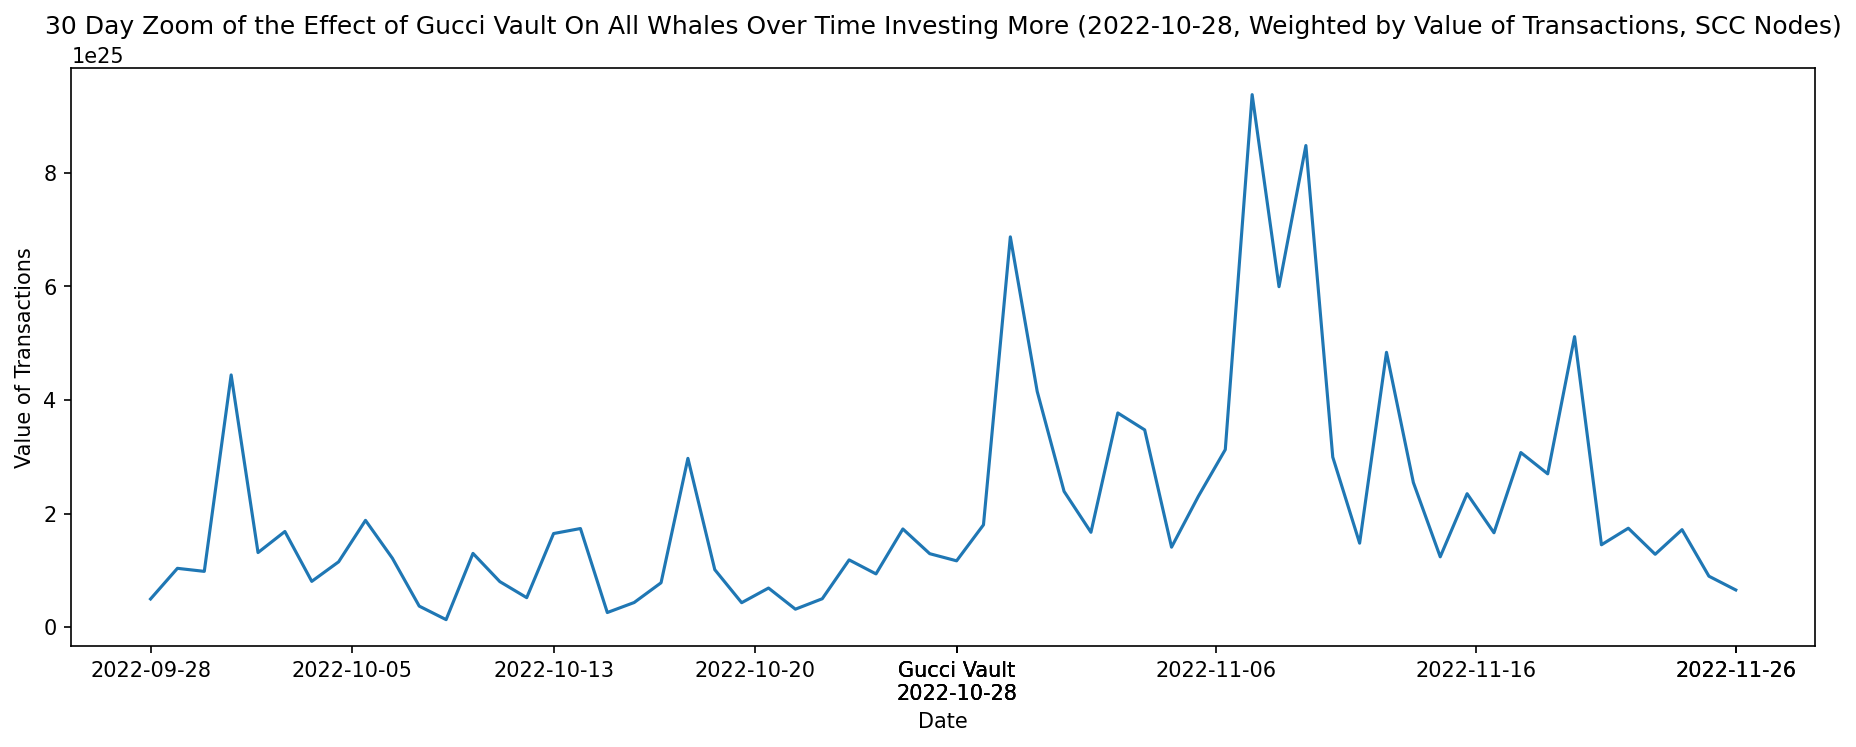 30 Day Zoom of the Effect of Gucci Vault On All Whales Over Time Investing More (2022-10-28, Weighted by Value of Transactions, SCC Nodes)
1e25
8
6
4
2
0
Value of Transactions
2022-09-28
2022-10-05
2022-10-13
2022-10-20
Gucci Vault
2022-10-28
2022-11-06
2022-11-16
2022-11-26
Date